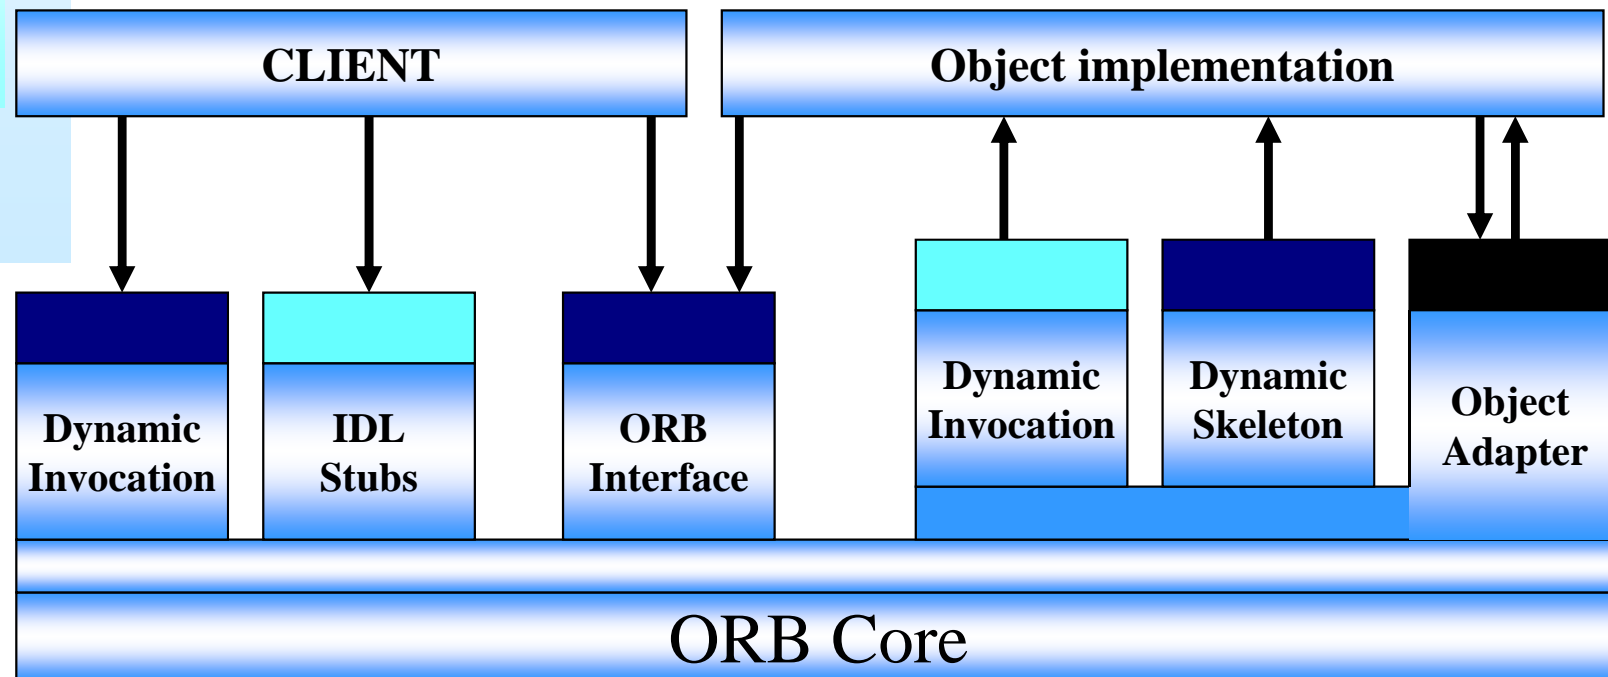 CLIENT
Object implementation
Dynamic
Invocation
IDL
Stubs
ORB
Interface
Dynamic
Invocation
Dynamic
Skeleton
Object
Adapter
ORB Core